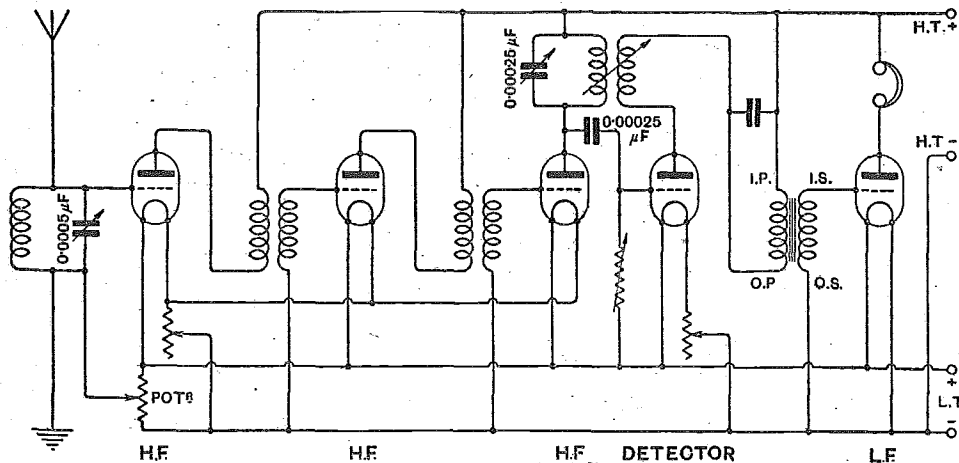 H.T.+
0·00025 µF
0·00025
µF
H.T-
I.P.
I.S.
0·0005 µF
O.P
O.S.
POTR
+
L.T
-
H.F.
H.F.
H.F.
DETECTOR
L.F.